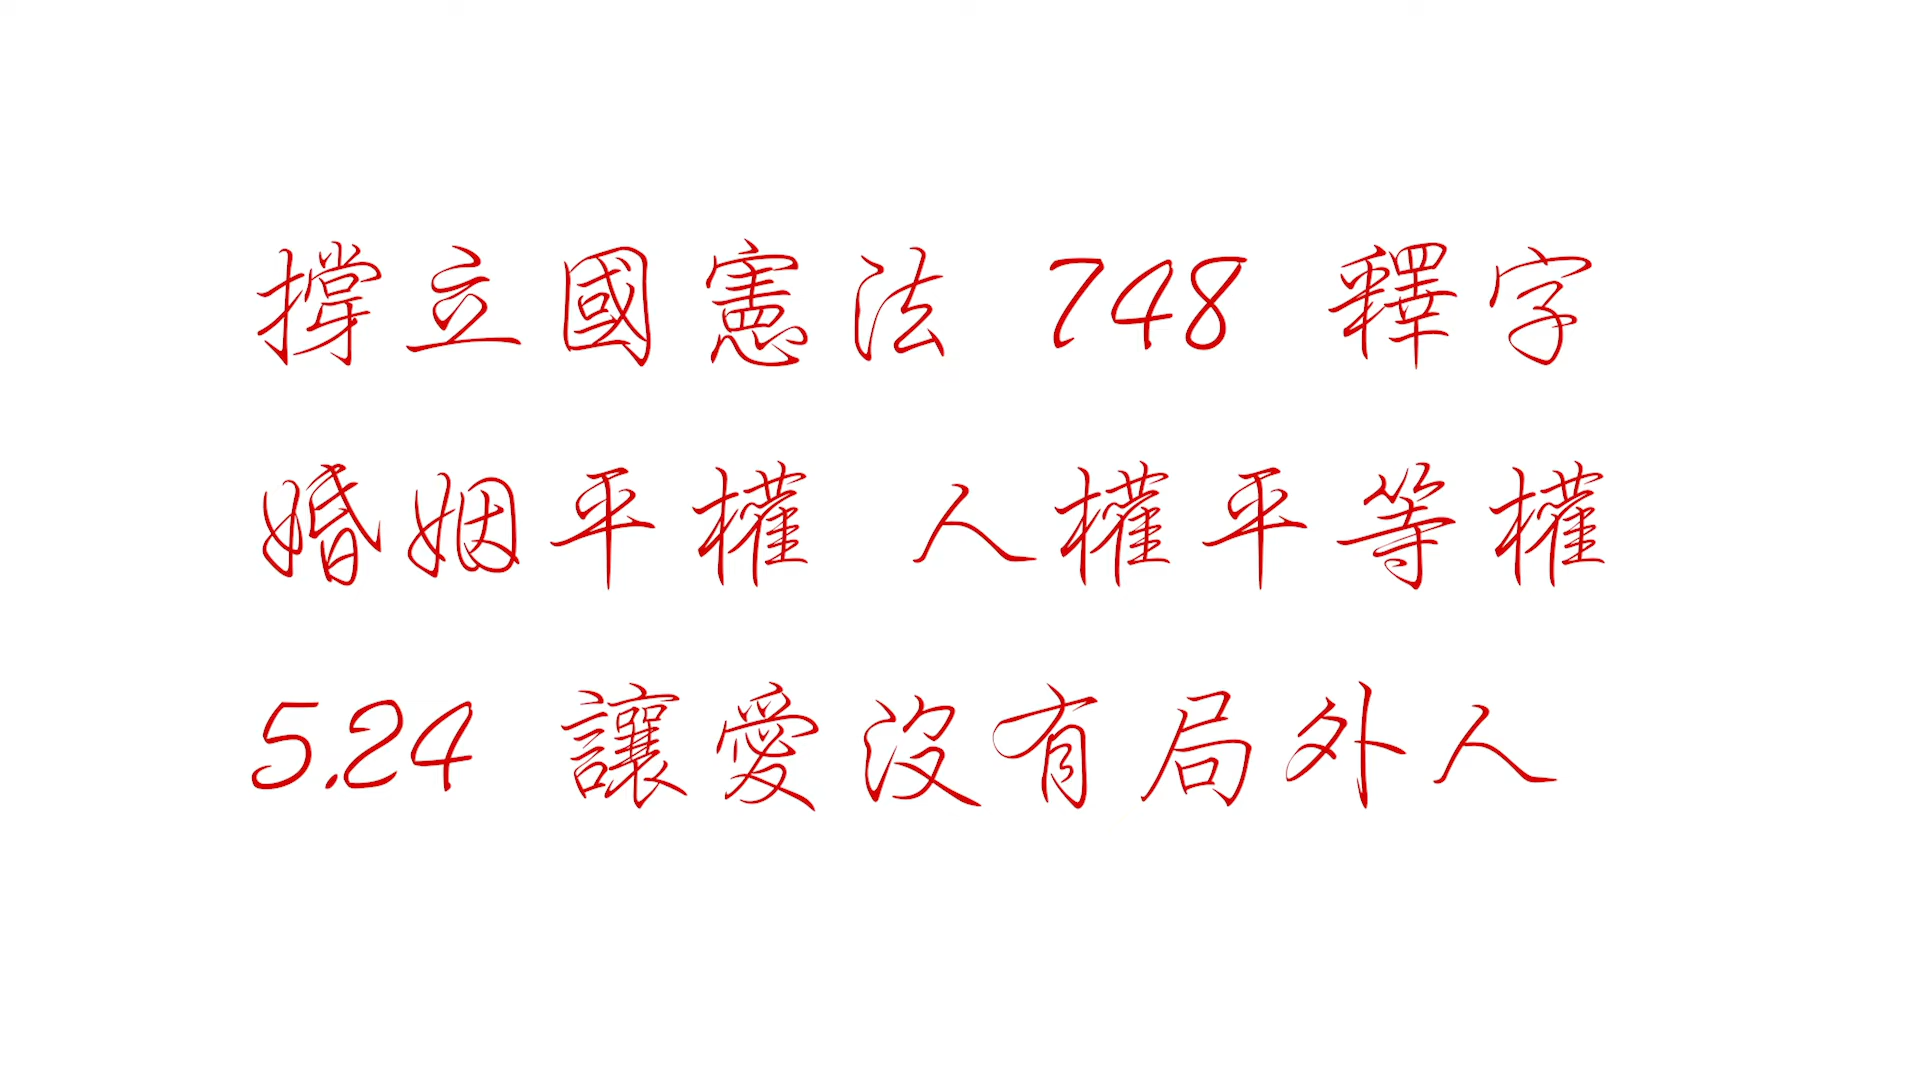 撐立國憲法 748 釋字
婚姻平權 人權平等權
5.24 讓愛沒有局外人